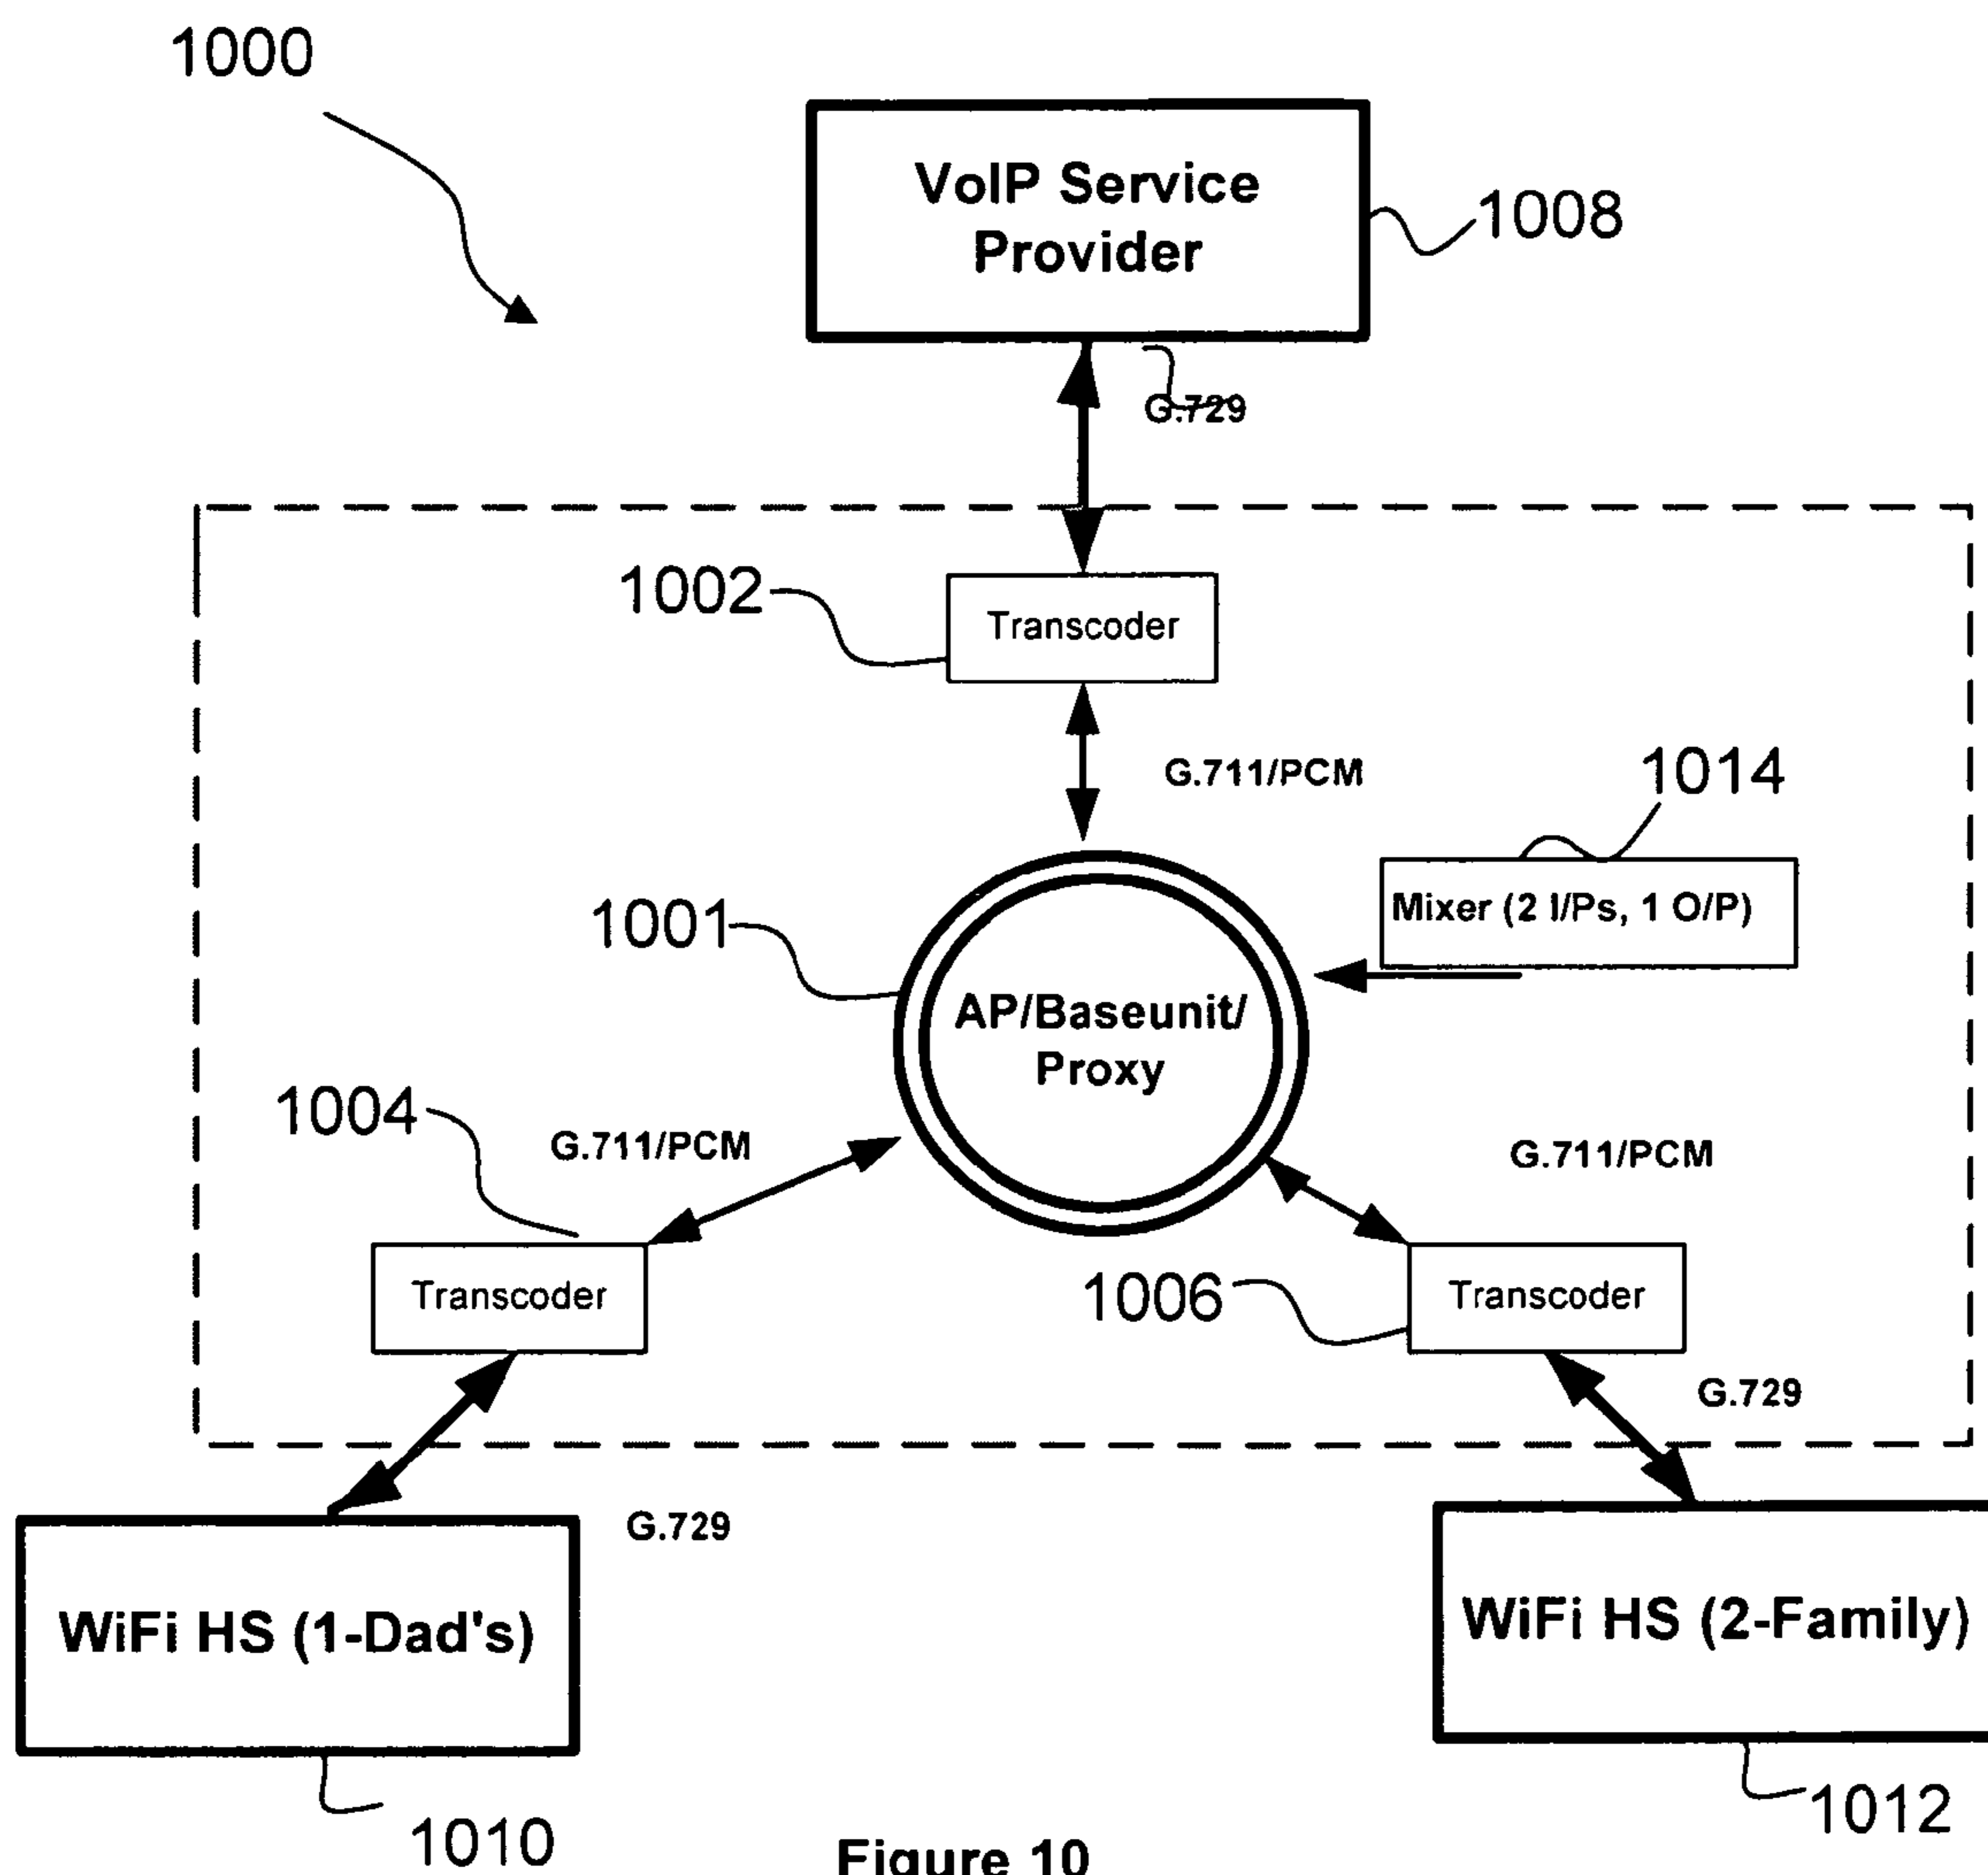 1000
VoIP Service
Provider
1008
G.729
1002
Transcoder
G.711/PCM
1014
Mixer (2 I/Ps, 1 O/P)
1001
AP/Baseunit/
Proxy
1004
G.711/PCM
G.711/PCM
Transcoder
1006
Transcoder
G.729
G.729
WiFi HS (1-Dad's)
WiFi HS (2-Family)
1010
1012
Figure 10